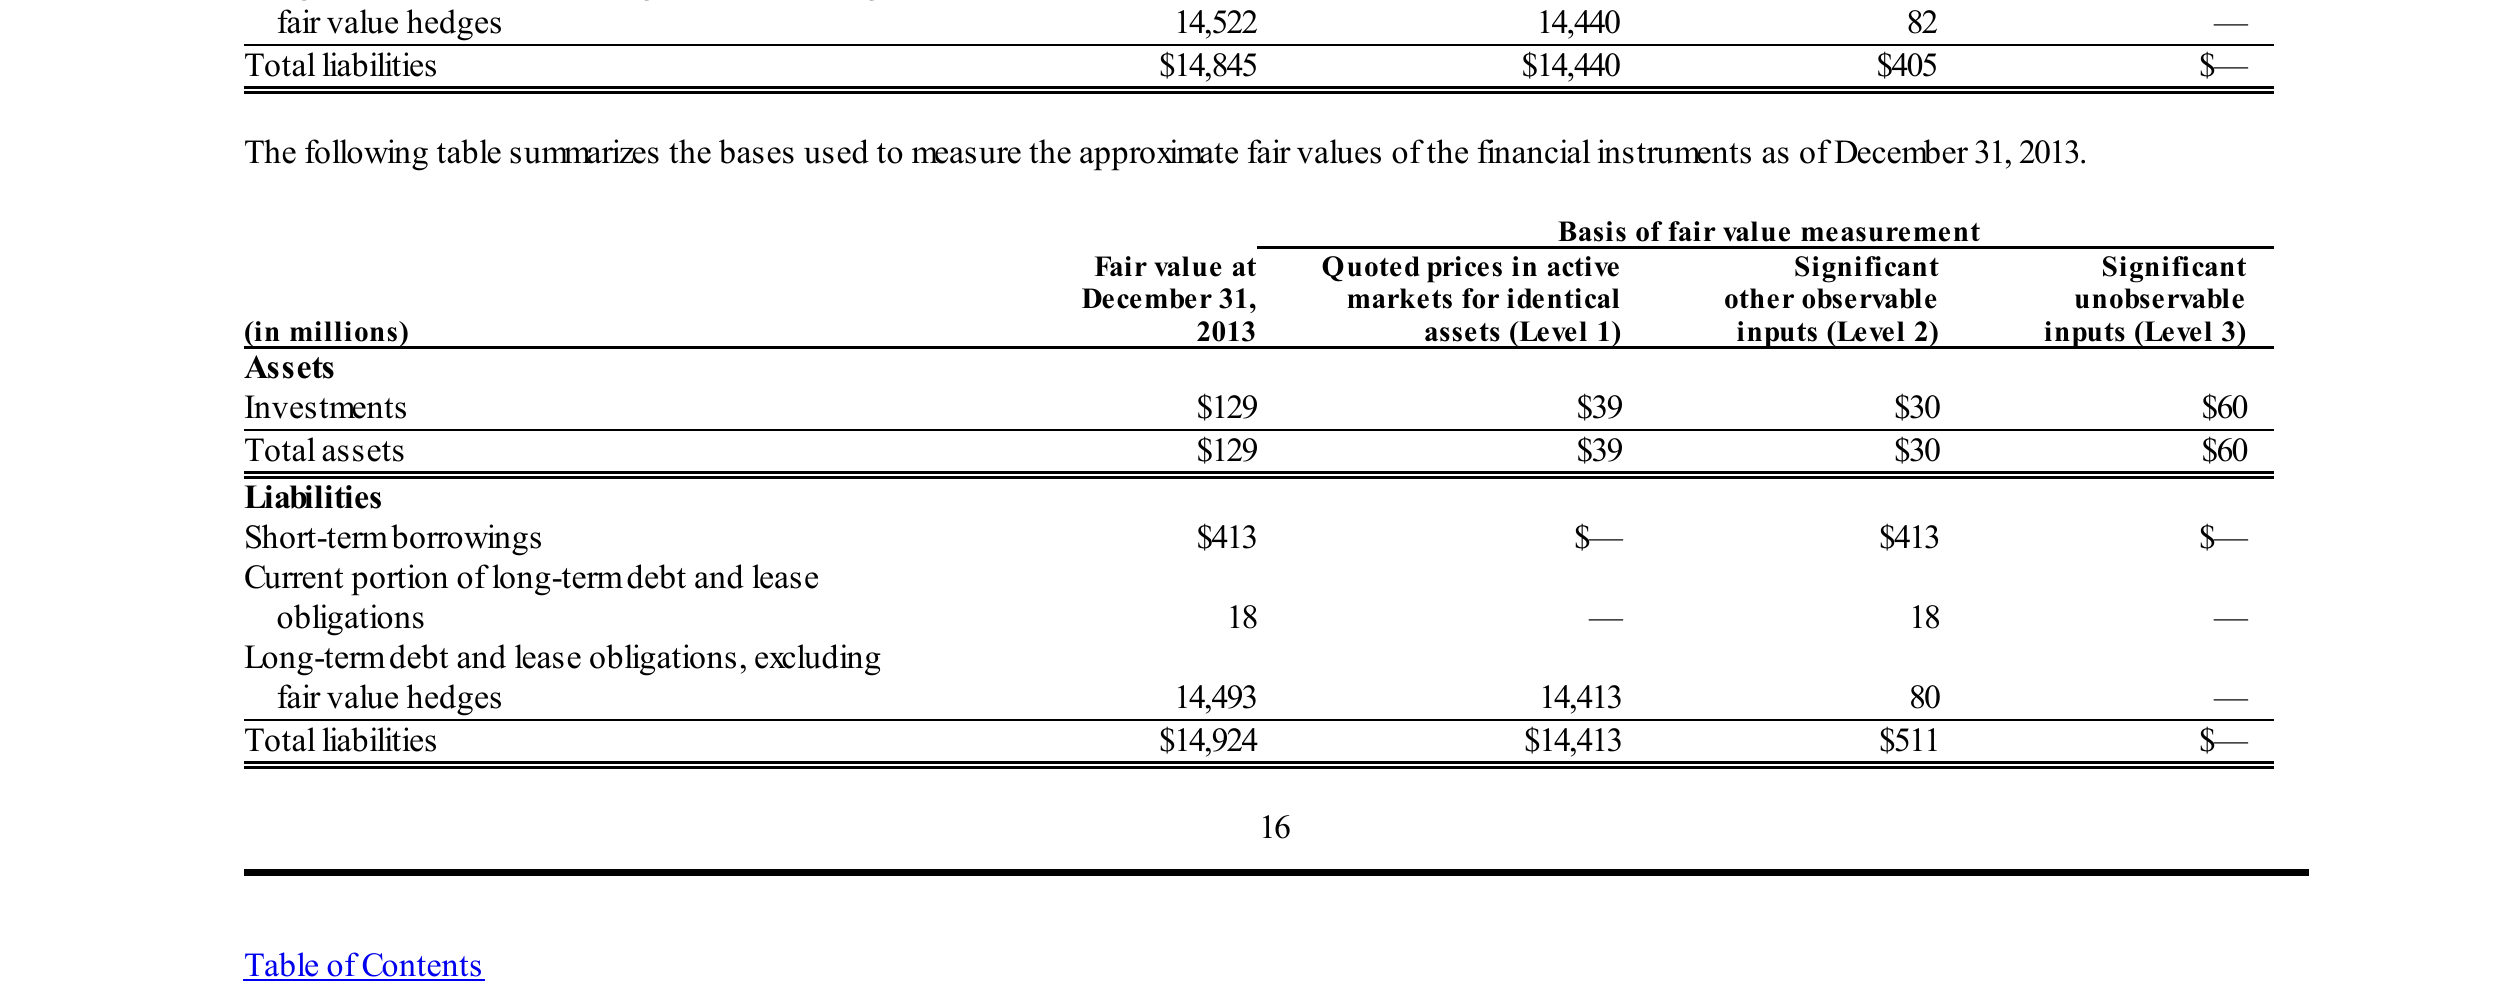 fair value hedges 14,522 14,440 82 —
Total liabilities $14,845 $14,440 $405 $—
The following table summarizes the bases used to measure the approximate fair values of the financial instruments as of December 31, 2013.
Basis of fair value measurement
Fair value at Quoted prices in active Significant Significant
December 31, markets for identical other observable unobservable
(in millions) 2013 assets (Level 1) inputs (Level 2) inputs (Level 3)
Assets
Investments $129 $39 $30 $60
Total assets $129 $39 $30 $60
Liabilities
Short-term borrowings $413 $— $413 $—
Current portion of long-term debt and lease
obligations 18 — 18 —
Long-term debt and lease obligations, excluding
fair value hedges 14,493 14,413 80 —
Total liabilities $14,924 $14,413 $511 $—
16
Table of Contents